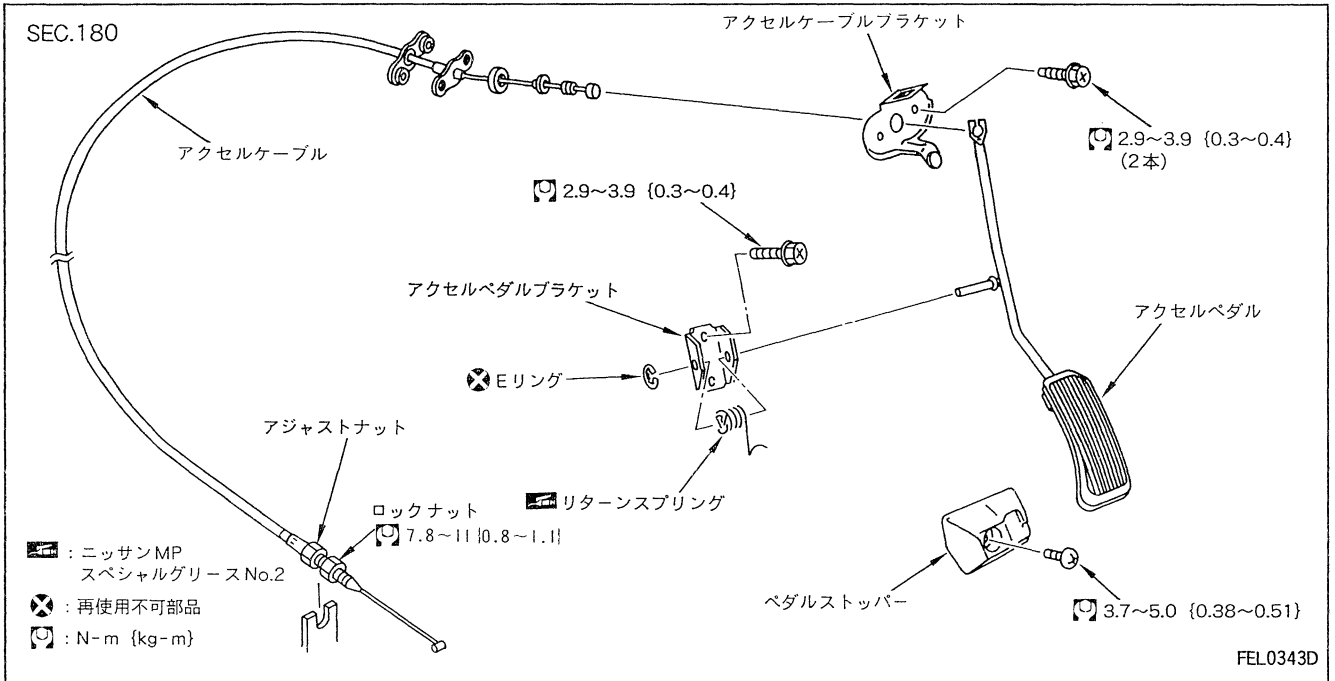 SEC.180
アクセルケーブルブラケット
アクセルケーブル
2.9〜3.9 {0.3〜0.4}
(2本)
2.9〜3.9 {0.3〜0.4}
アクセルペダルブラケット
アクセルペダル
Eリング
アジャストナット
リターンスプリング
ロックナット
7.8〜11{0.8〜1.1}
ペダルストッパー
3.7〜5.0 {0.38〜0.51}
: ニッサンMP
スペシャルグリースNo.2
: 再使用不可部品
: N-m {kg-m}
FEL0343D